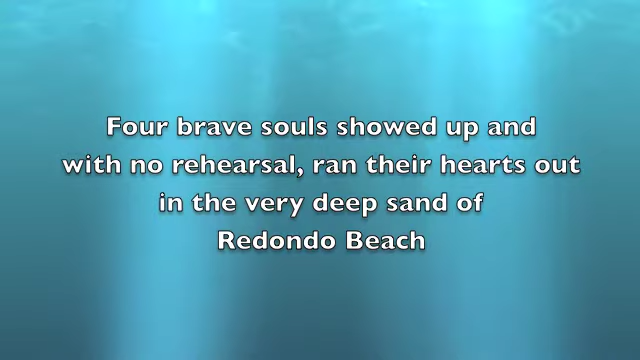 Four brave souls showed up and
with no rehearsal, ran their hearts out
in the very deep sand of
Redondo Beach